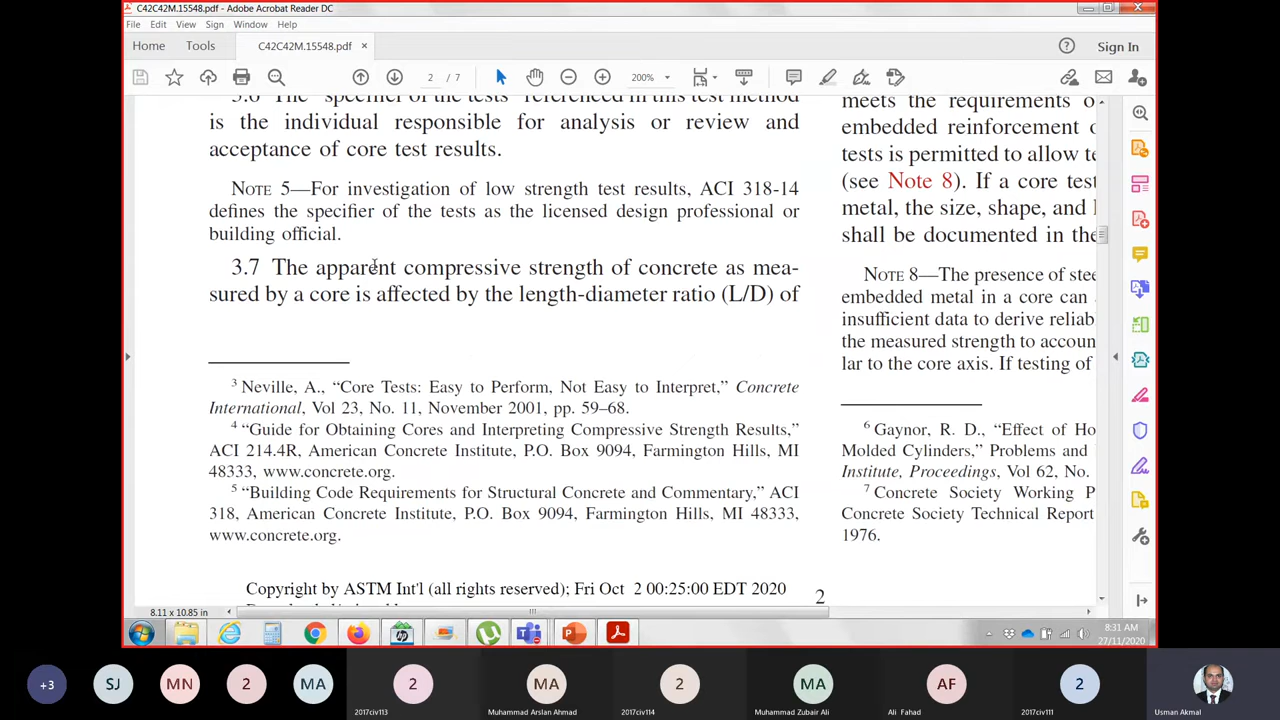 C42C42M.15548.pdf - Adobe Acrobat Reader DC
File Edit View Sign Window Help
Home Tools C42C42M.15548.pdf × Sign In
2 / 7 200%
3.6 The “specifier of the tests” referenced in this test method
is the individual responsible for analysis or review and
acceptance of core test results.
NOTE 5—For investigation of low strength test results, ACI 318-14
defines the specifier of the tests as the licensed design professional or
building official.
3.7 The apparent compressive strength of concrete as mea-
sured by a core is affected by the length-diameter ratio (L/D) of
3 Neville, A., “Core Tests: Easy to Perform, Not Easy to Interpret,” Concrete
International, Vol 23, No. 11, November 2001, pp. 59–68.
4 “Guide for Obtaining Cores and Interpreting Compressive Strength Results,”
ACI 214.4R, American Concrete Institute, P.O. Box 9094, Farmington Hills, MI
48333, www.concrete.org.
5 “Building Code Requirements for Structural Concrete and Commentary,” ACI
318, American Concrete Institute, P.O. Box 9094, Farmington Hills, MI 48333,
www.concrete.org.
meets the requirements o
embedded reinforcement
tests is permitted to allow te
(see Note 8). If a core test
metal, the size, shape, and
shall be documented in the
NOTE 8—The presence of stee
embedded metal in a core can
insufficient data to derive reliab
the measured strength to accoun
lar to the core axis. If testing of
6 Gaynor, R. D., “Effect of Ho
Molded Cylinders,” Problems and
Institute, Proceedings, Vol 62, No.
7 Concrete Society Working P
Concrete Society Technical Report
1976.
Copyright by ASTM Int'l (all rights reserved); Fri Oct 2 00:25:00 EDT 2020
2
8.11 x 10.85 in
8:31 AM
27/11/2020
+3 SJ MN 2 MA 2 MA 2 MA AF 2
2017civ113 Muhammad Arslan Ahmad 2017civ114 Muhammad Zubair Ali Ali Fahad 2017civ111 Usman Akmal